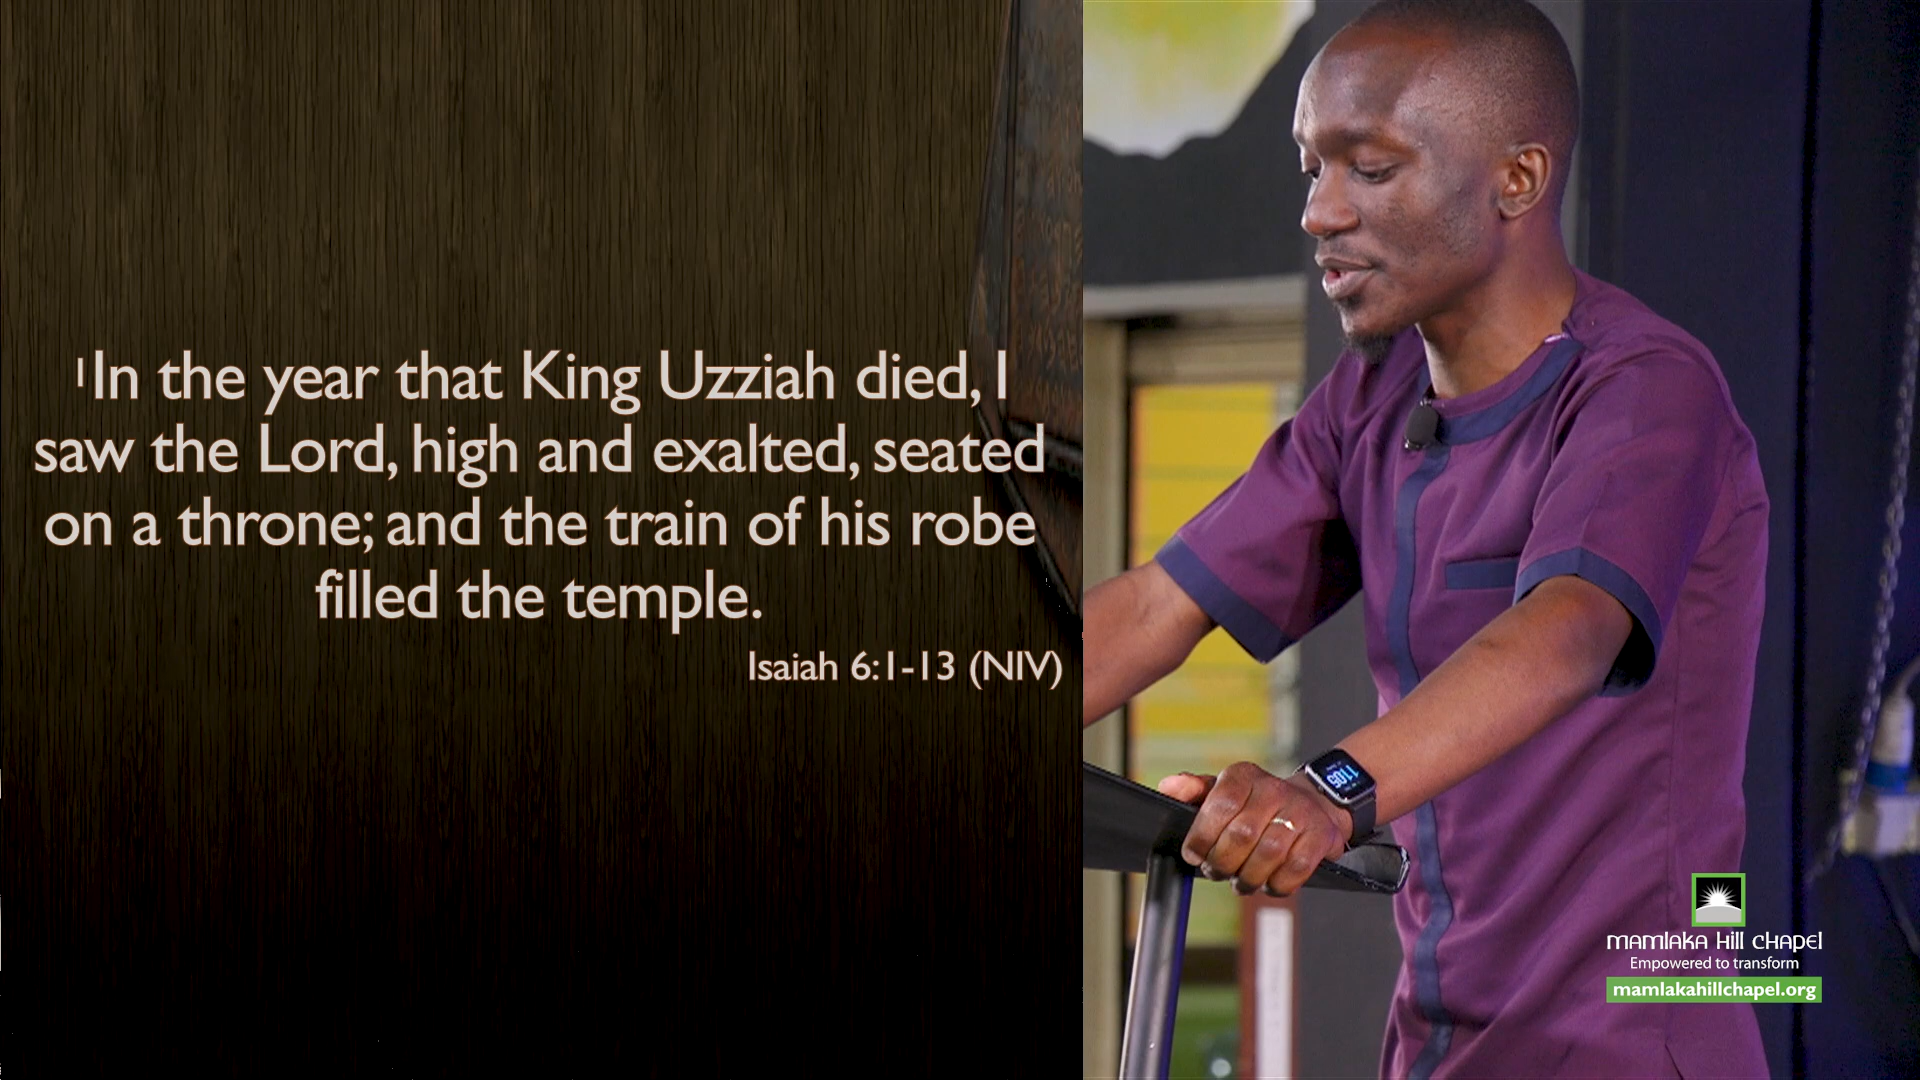 1In the year that King Uzziah died, I
saw the Lord, high and exalted, seated
on a throne; and the train of his robe
filled the temple.
Isaiah 6:1-13 (NIV)
11:05
mamlaka hill chapel
Empowered to transform
mamlakahillchapel.org